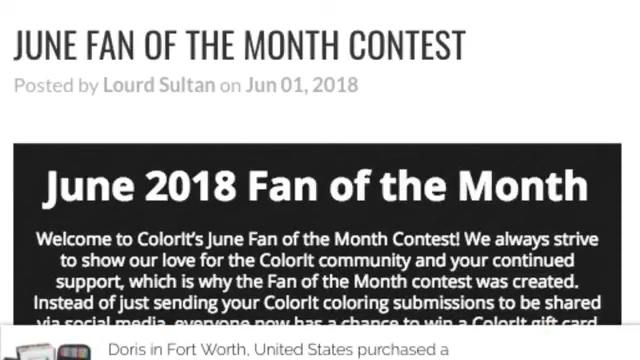 JUNE FAN OF THE MONTH CONTEST
Posted by Lourd Sultan on Jun 01, 2018
June 2018 Fan of the Month
Welcome to ColorIt's June Fan of the Month Contest! We always strive
to show our love for the ColorIt community and your continued
support, which is why the Fan of the Month contest was created.
Instead of just sending your ColorIt coloring submissions to be shared
via social media, everyone now has a chance to win a ColorIt gift card
Doris in Fort Worth, United States purchased a